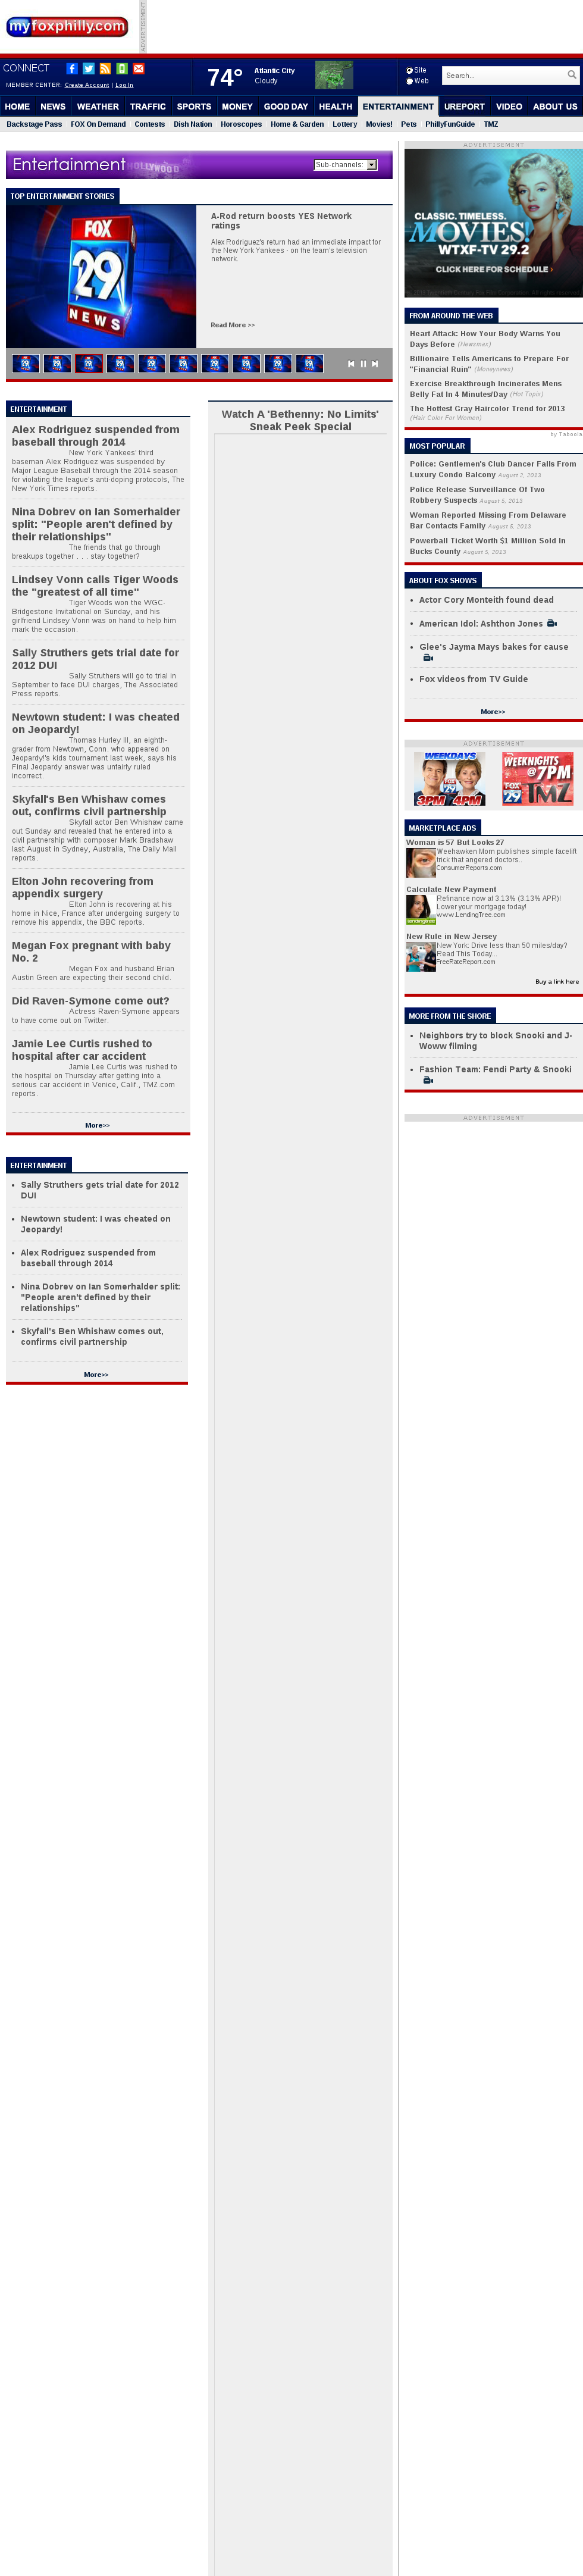 myfoxphilly.com
ADVERTISEMENT
CONNECT
MEMBER CENTER: Create Account | Log In
74°
Atlantic City
Cloudy
Site
Web
Search...
HOME NEWS WEATHER TRAFFIC SPORTS MONEY GOOD DAY HEALTH ENTERTAINMENT UREPORT VIDEO ABOUT US
Backstage Pass FOX On Demand Contests Dish Nation Horoscopes Home & Garden Lottery Movies! Pets PhillyFunGuide TMZ
Entertainment
HOLLYWOOD
Sub-channels:
TOP ENTERTAINMENT STORIES
FOX
29
NEWS
A-Rod return boosts YES Network
ratings
Alex Rodriguez's return had an immediate impact for
the New York Yankees - on the team's television
network.
Read More >>
ENTERTAINMENT
Alex Rodriguez suspended from
baseball through 2014
New York Yankees' third
baseman Alex Rodriguez was suspended by
Major League Baseball through the 2014 season
for violating the league's anti-doping protocols, The
New York Times reports.
Nina Dobrev on Ian Somerhalder
split: "People aren't defined by
their relationships"
The friends that go through
breakups together . . . stay together?
Lindsey Vonn calls Tiger Woods
the "greatest of all time"
Tiger Woods won the WGC-
Bridgestone Invitational on Sunday, and his
girlfriend Lindsey Vonn was on hand to help him
mark the occasion.
Sally Struthers gets trial date for
2012 DUI
Sally Struthers will go to trial in
September to face DUI charges, The Associated
Press reports.
Newtown student: I was cheated
on Jeopardy!
Thomas Hurley III, an eighth-
grader from Newtown, Conn. who appeared on
Jeopardy!'s kids tournament last week, says his
Final Jeopardy answer was unfairly ruled
incorrect.
Skyfall's Ben Whishaw comes
out, confirms civil partnership
Skyfall actor Ben Whishaw came
out Sunday and revealed that he entered into a
civil partnership with composer Mark Bradshaw
last August in Sydney, Australia, The Daily Mail
reports.
Elton John recovering from
appendix surgery
Elton John is recovering at his
home in Nice, France after undergoing surgery to
remove his appendix, the BBC reports.
Megan Fox pregnant with baby
No. 2
Megan Fox and husband Brian
Austin Green are expecting their second child.
Did Raven-Symone come out?
Actress Raven-Symone appears
to have come out on Twitter.
Jamie Lee Curtis rushed to
hospital after car accident
Jamie Lee Curtis was rushed to
the hospital on Thursday after getting into a
serious car accident in Venice, Calif., TMZ.com
reports.
More>>
ENTERTAINMENT
Sally Struthers gets trial date for 2012
DUI
Newtown student: I was cheated on
Jeopardy!
Alex Rodriguez suspended from
baseball through 2014
Nina Dobrev on Ian Somerhalder split:
"People aren't defined by their
relationships"
Skyfall's Ben Whishaw comes out,
confirms civil partnership
More>>
Watch A 'Bethenny: No Limits'
Sneak Peek Special
ADVERTISEMENT
CLASSIC. TIMELESS.
MOVIES!
WTXF-TV 29.2
CLICK HERE FOR SCHEDULE ›
FROM AROUND THE WEB
Heart Attack: How Your Body Warns You
Days Before (Newsmax)
Billionaire Tells Americans to Prepare For
"Financial Ruin" (Moneynews)
Exercise Breakthrough Incinerates Mens
Belly Fat In 4 Minutes/Day (Hot Topix)
The Hottest Gray Haircolor Trend for 2013
(Hair Color For Women)
by Taboola
MOST POPULAR
Police: Gentlemen's Club Dancer Falls From
Luxury Condo Balcony August 2, 2013
Police Release Surveillance Of Two
Robbery Suspects August 5, 2013
Woman Reported Missing From Delaware
Bar Contacts Family August 5, 2013
Powerball Ticket Worth $1 Million Sold In
Bucks County August 5, 2013
ABOUT FOX SHOWS
Actor Cory Monteith found dead
American Idol: Ashthon Jones
Glee's Jayma Mays bakes for cause
Fox videos from TV Guide
More>>
ADVERTISEMENT
WEEKDAYS
FOX 29
3PM 4PM
WEEKNIGHTS
@7PM
FOX 29
TMZ
MARKETPLACE ADS
Woman is 57 But Looks 27
Weehawken Mom publishes simple facelift
trick that angered doctors..
ConsumerReports.com
Calculate New Payment
Refinance now at 3.13% (3.13% APR)!
Lower your mortgage today!
www.LendingTree.com
lendingtree
New Rule in New Jersey
New York: Drive less than 50 miles/day?
Read This Today...
FreeRateReport.com
Buy a link here
MORE FROM THE SHORE
Neighbors try to block Snooki and J-
Woww filming
Fashion Team: Fendi Party & Snooki
ADVERTISEMENT